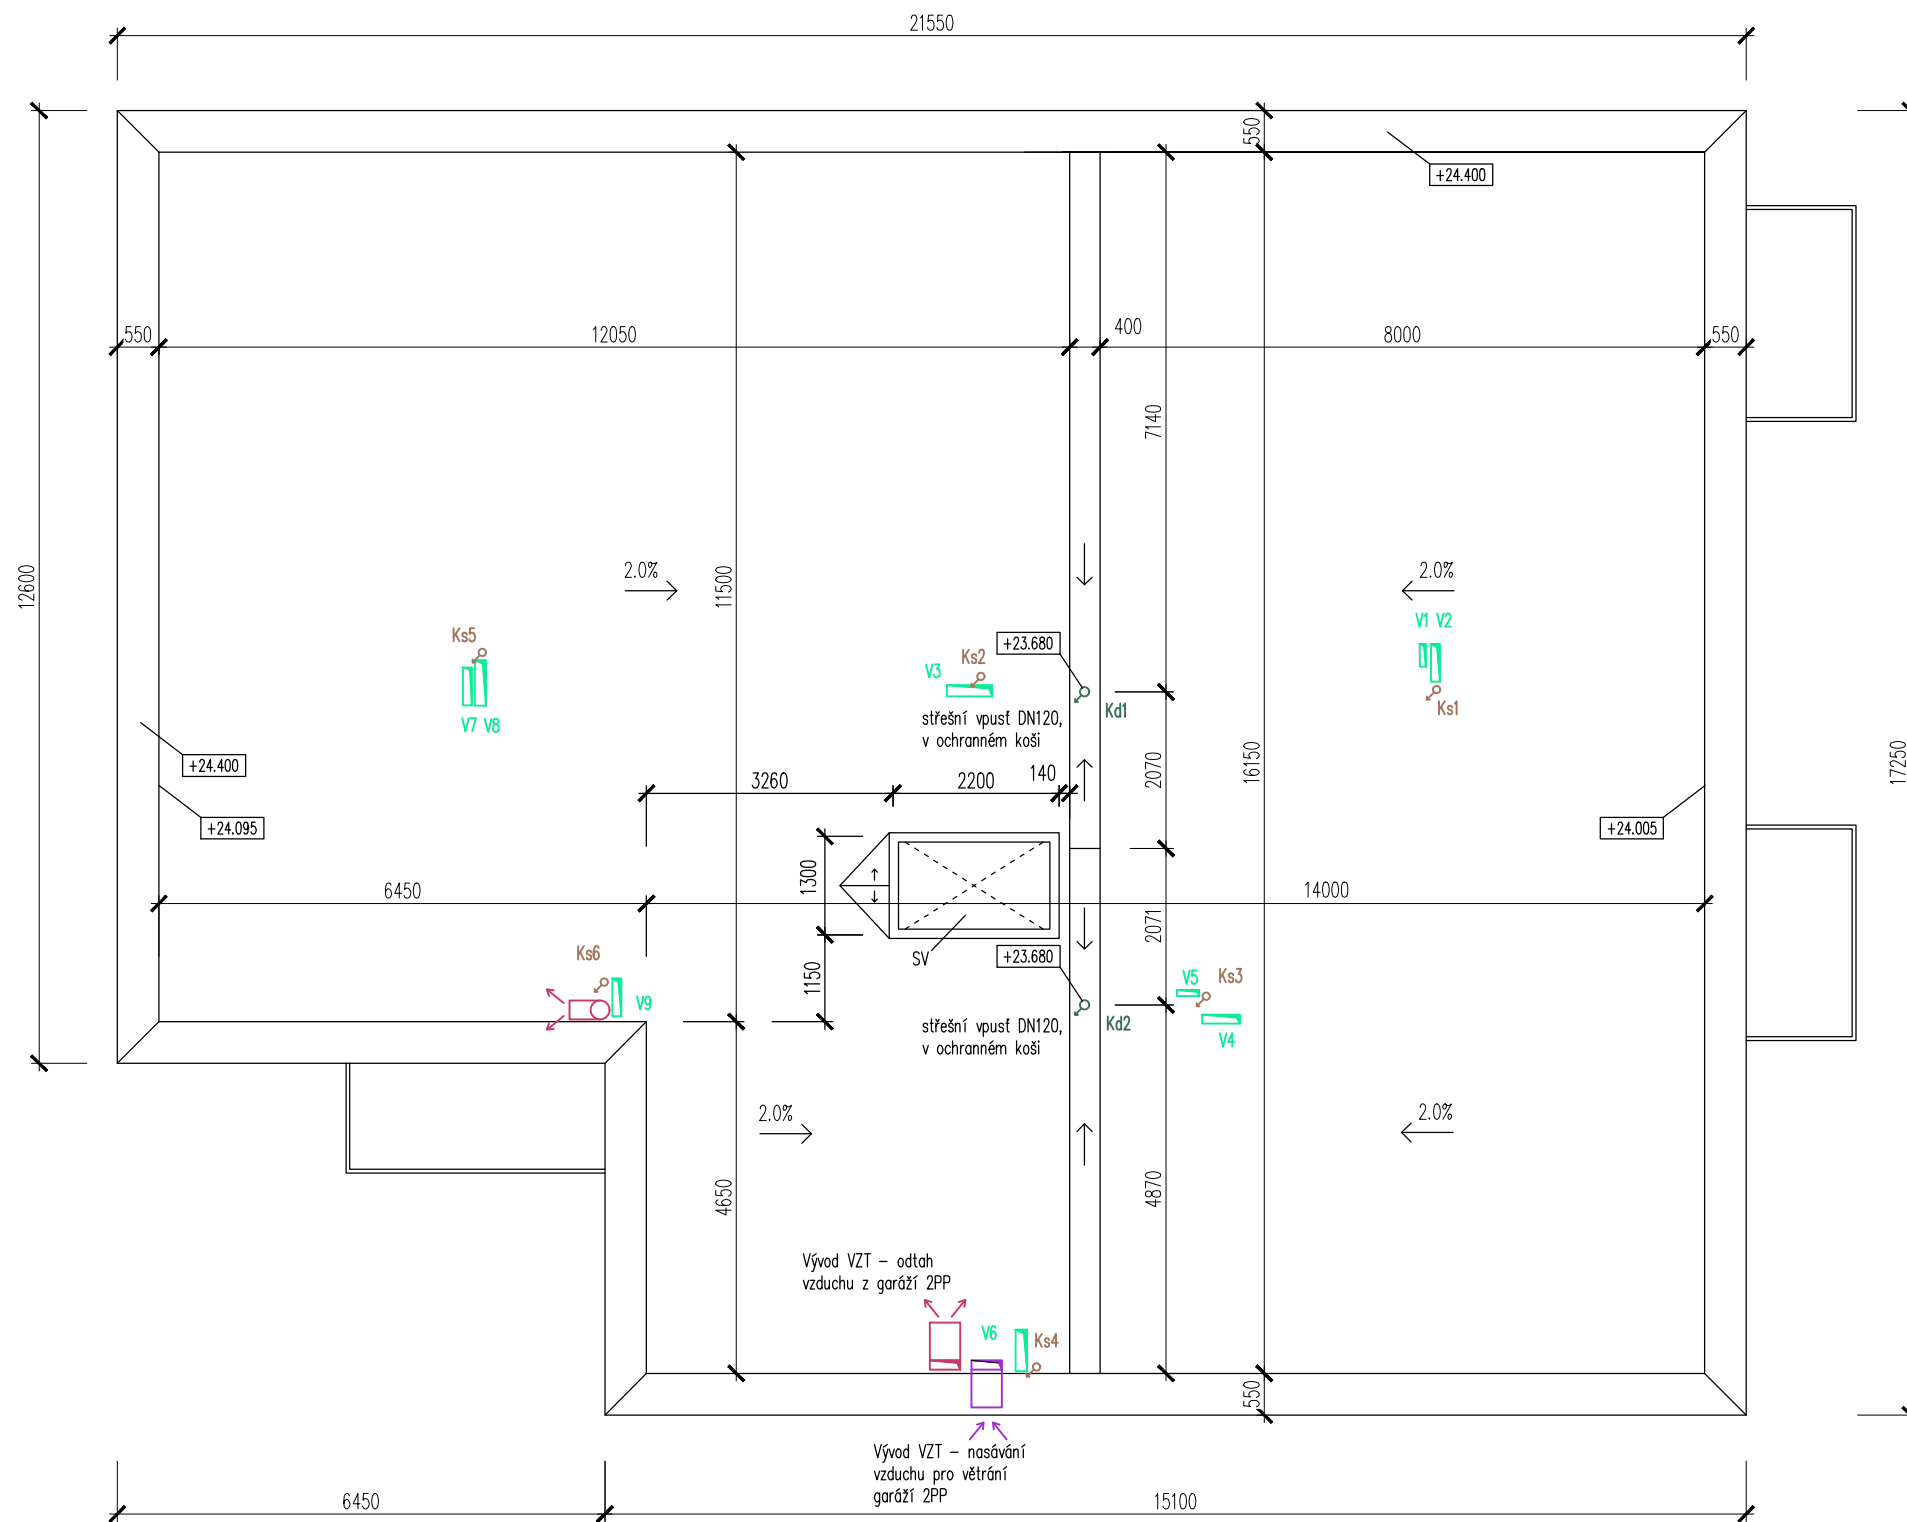 21550
550
+24.400
550
12050
400
8000
550
7140
12600
2.0%
11500
2.0%
V1 V2
Ks5
V3
Ks2
+23.680
Ks1
Kd1
V7 V8
střešní vpusť DN120,
v ochranném koši
+24.400
2070
16150
17250
3260
2200
140
+24.095
+24.005
1300
6450
14000
2071
1150
SV
+23.680
Ks6
V9
V5
Ks3
Kd2
V4
střešní vpusť DN120,
v ochranném koši
2.0%
2.0%
4650
4870
Vývod VZT – odtah
vzduchu z garáží 2PP
V6
Ks4
550
Vývod VZT – nasávání
vzduchu pro větrání
garáží 2PP
6450
15100